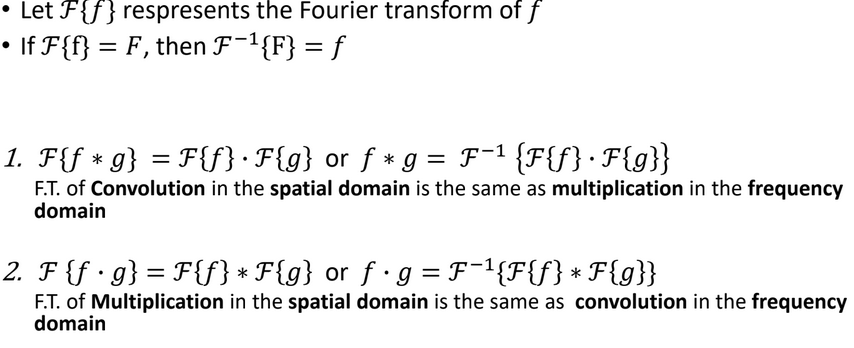 • Let ℱ{f} respresents the Fourier transform of f
• If ℱ{f} = F, then ℱ⁻¹{F} = f
1. ℱ{f ∗ g} = ℱ{f} · ℱ{g} or f ∗ g = ℱ⁻¹ {ℱ{f} · ℱ{g}}
F.T. of Convolution in the spatial domain is the same as multiplication in the frequency
domain
2. ℱ {f · g} = ℱ{f} ∗ ℱ{g} or f · g = ℱ⁻¹{ℱ{f} ∗ ℱ{g}}
F.T. of Multiplication in the spatial domain is the same as convolution in the frequency
domain